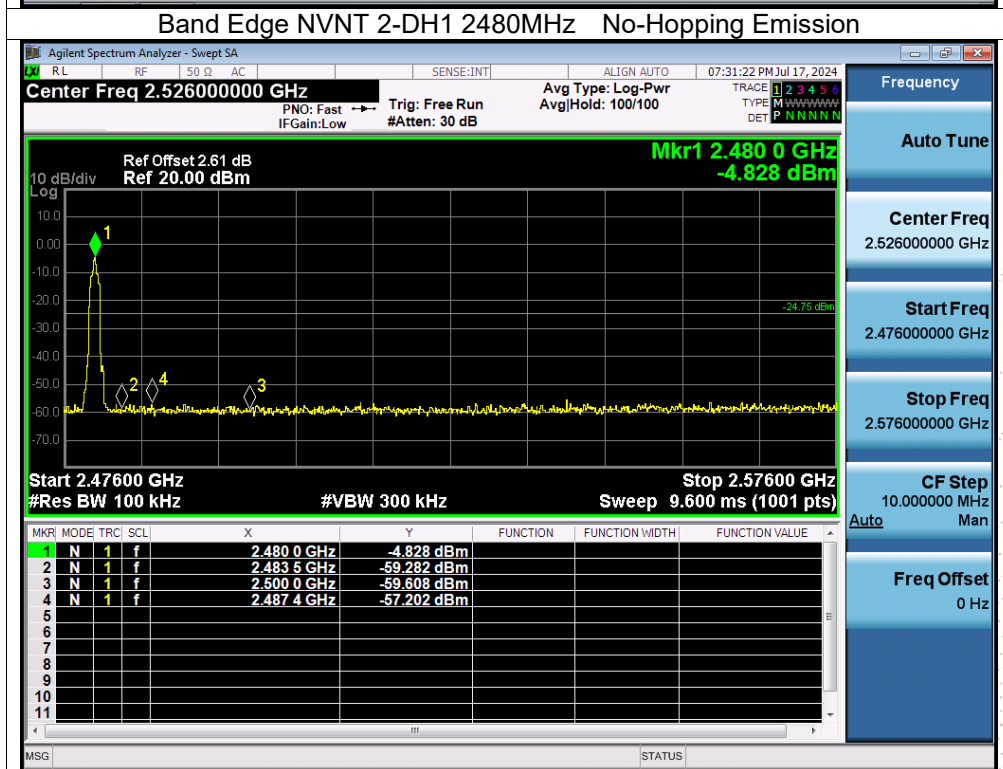 Band Edge NVNT 2-DH1 2480MHz No-Hopping Emission
Agilent Spectrum Analyzer - Swept SA
LXI RL RF 50 Ω AC SENSE:INT ALIGN AUTO 07:31:22 PM Jul 17, 2024
Center Freq 2.526000000 GHz
PNO: Fast
IFGain:Low
Trig: Free Run
#Atten: 30 dB
Avg Type: Log-Pwr
Avg|Hold: 100/100
TRACE 1 2 3 4 5 6
TYPE M WWWWW
DET P N N N N N
Ref Offset 2.61 dB
10 dB/div Ref 20.00 dBm
Log
Mkr1 2.480 0 GHz
-4.828 dBm
10.0
0.00
-10.0
-20.0
-30.0
-40.0
-50.0
-60.0
-70.0
1
2
4
3
-24.75 dBm
Start 2.47600 GHz Stop 2.57600 GHz
#Res BW 100 kHz #VBW 300 kHz Sweep 9.600 ms (1001 pts)
MKR MODE TRC SCL X Y FUNCTION FUNCTION WIDTH FUNCTION VALUE
1 N 1 f 2.480 0 GHz -4.828 dBm
2 N 1 f 2.483 5 GHz -59.282 dBm
3 N 1 f 2.500 0 GHz -59.608 dBm
4 N 1 f 2.487 4 GHz -57.202 dBm
5
6
7
8
9
10
11
MSG STATUS
Frequency
Auto Tune
Center Freq
2.526000000 GHz
Start Freq
2.476000000 GHz
Stop Freq
2.576000000 GHz
CF Step
10.000000 MHz
Auto Man
Freq Offset
0 Hz